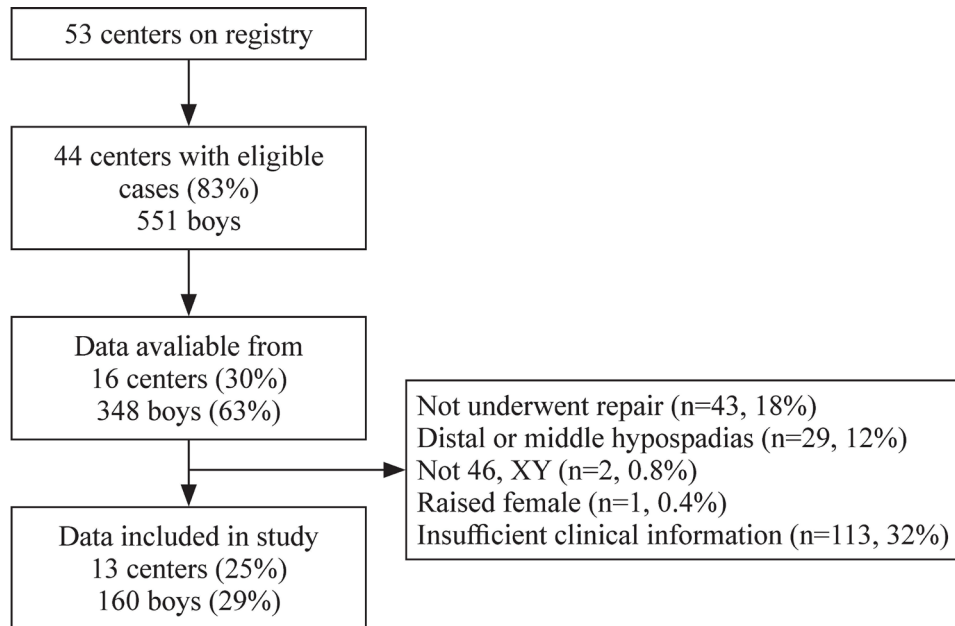 53 centers on registry
44 centers with eligible
cases (83%)
551 boys
Data avaliable from
16 centers (30%)
348 boys (63%)
Not underwent repair (n=43, 18%)
Distal or middle hypospadias (n=29, 12%)
Not 46, XY (n=2, 0.8%)
Raised female (n=1, 0.4%)
Insufficient clinical information (n=113, 32%)
Data included in study
13 centers (25%)
160 boys (29%)